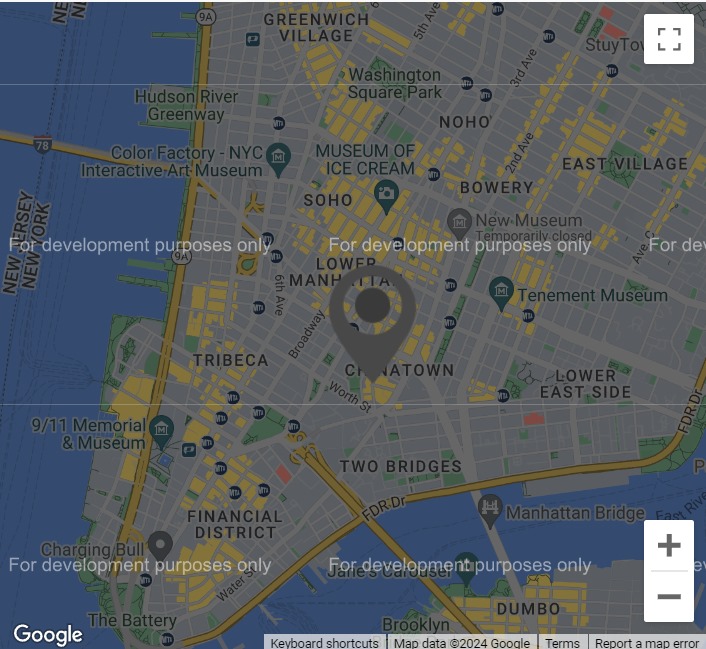 NEW JERSEY
NEW YORK
9A
GREENWICH
VILLAGE
5th Ave
3rd Ave
Washington
Square Park
Hudson River
Greenway
NOHO
2nd Ave
78
Color Factory - NYC
Interactive Art Museum
MUSEUM OF
ICE CREAM
EAST VILLAGE
BOWERY
SOHO
New Museum
Temporarily closed
For development purposes only
For development purposes only
For de
9A
LOWER
MANHATTAN
6th Ave
Tenement Museum
Broadway
TRIBECA
CHINATOWN
Worth St
LOWER
EAST SIDE
FDR Dr
9/11 Memorial
& Museum
TWO BRIDGES
FDR Dr
FINANCIAL
DISTRICT
Manhattan Bridge
East Rive
Charging Bull
For development purposes only
For development purposes only
Jane's Carousel
Water St
The Battery
DUMBO
Brooklyn
Google
Keyboard shortcuts
Map data ©2024 Google
Terms
Report a map error